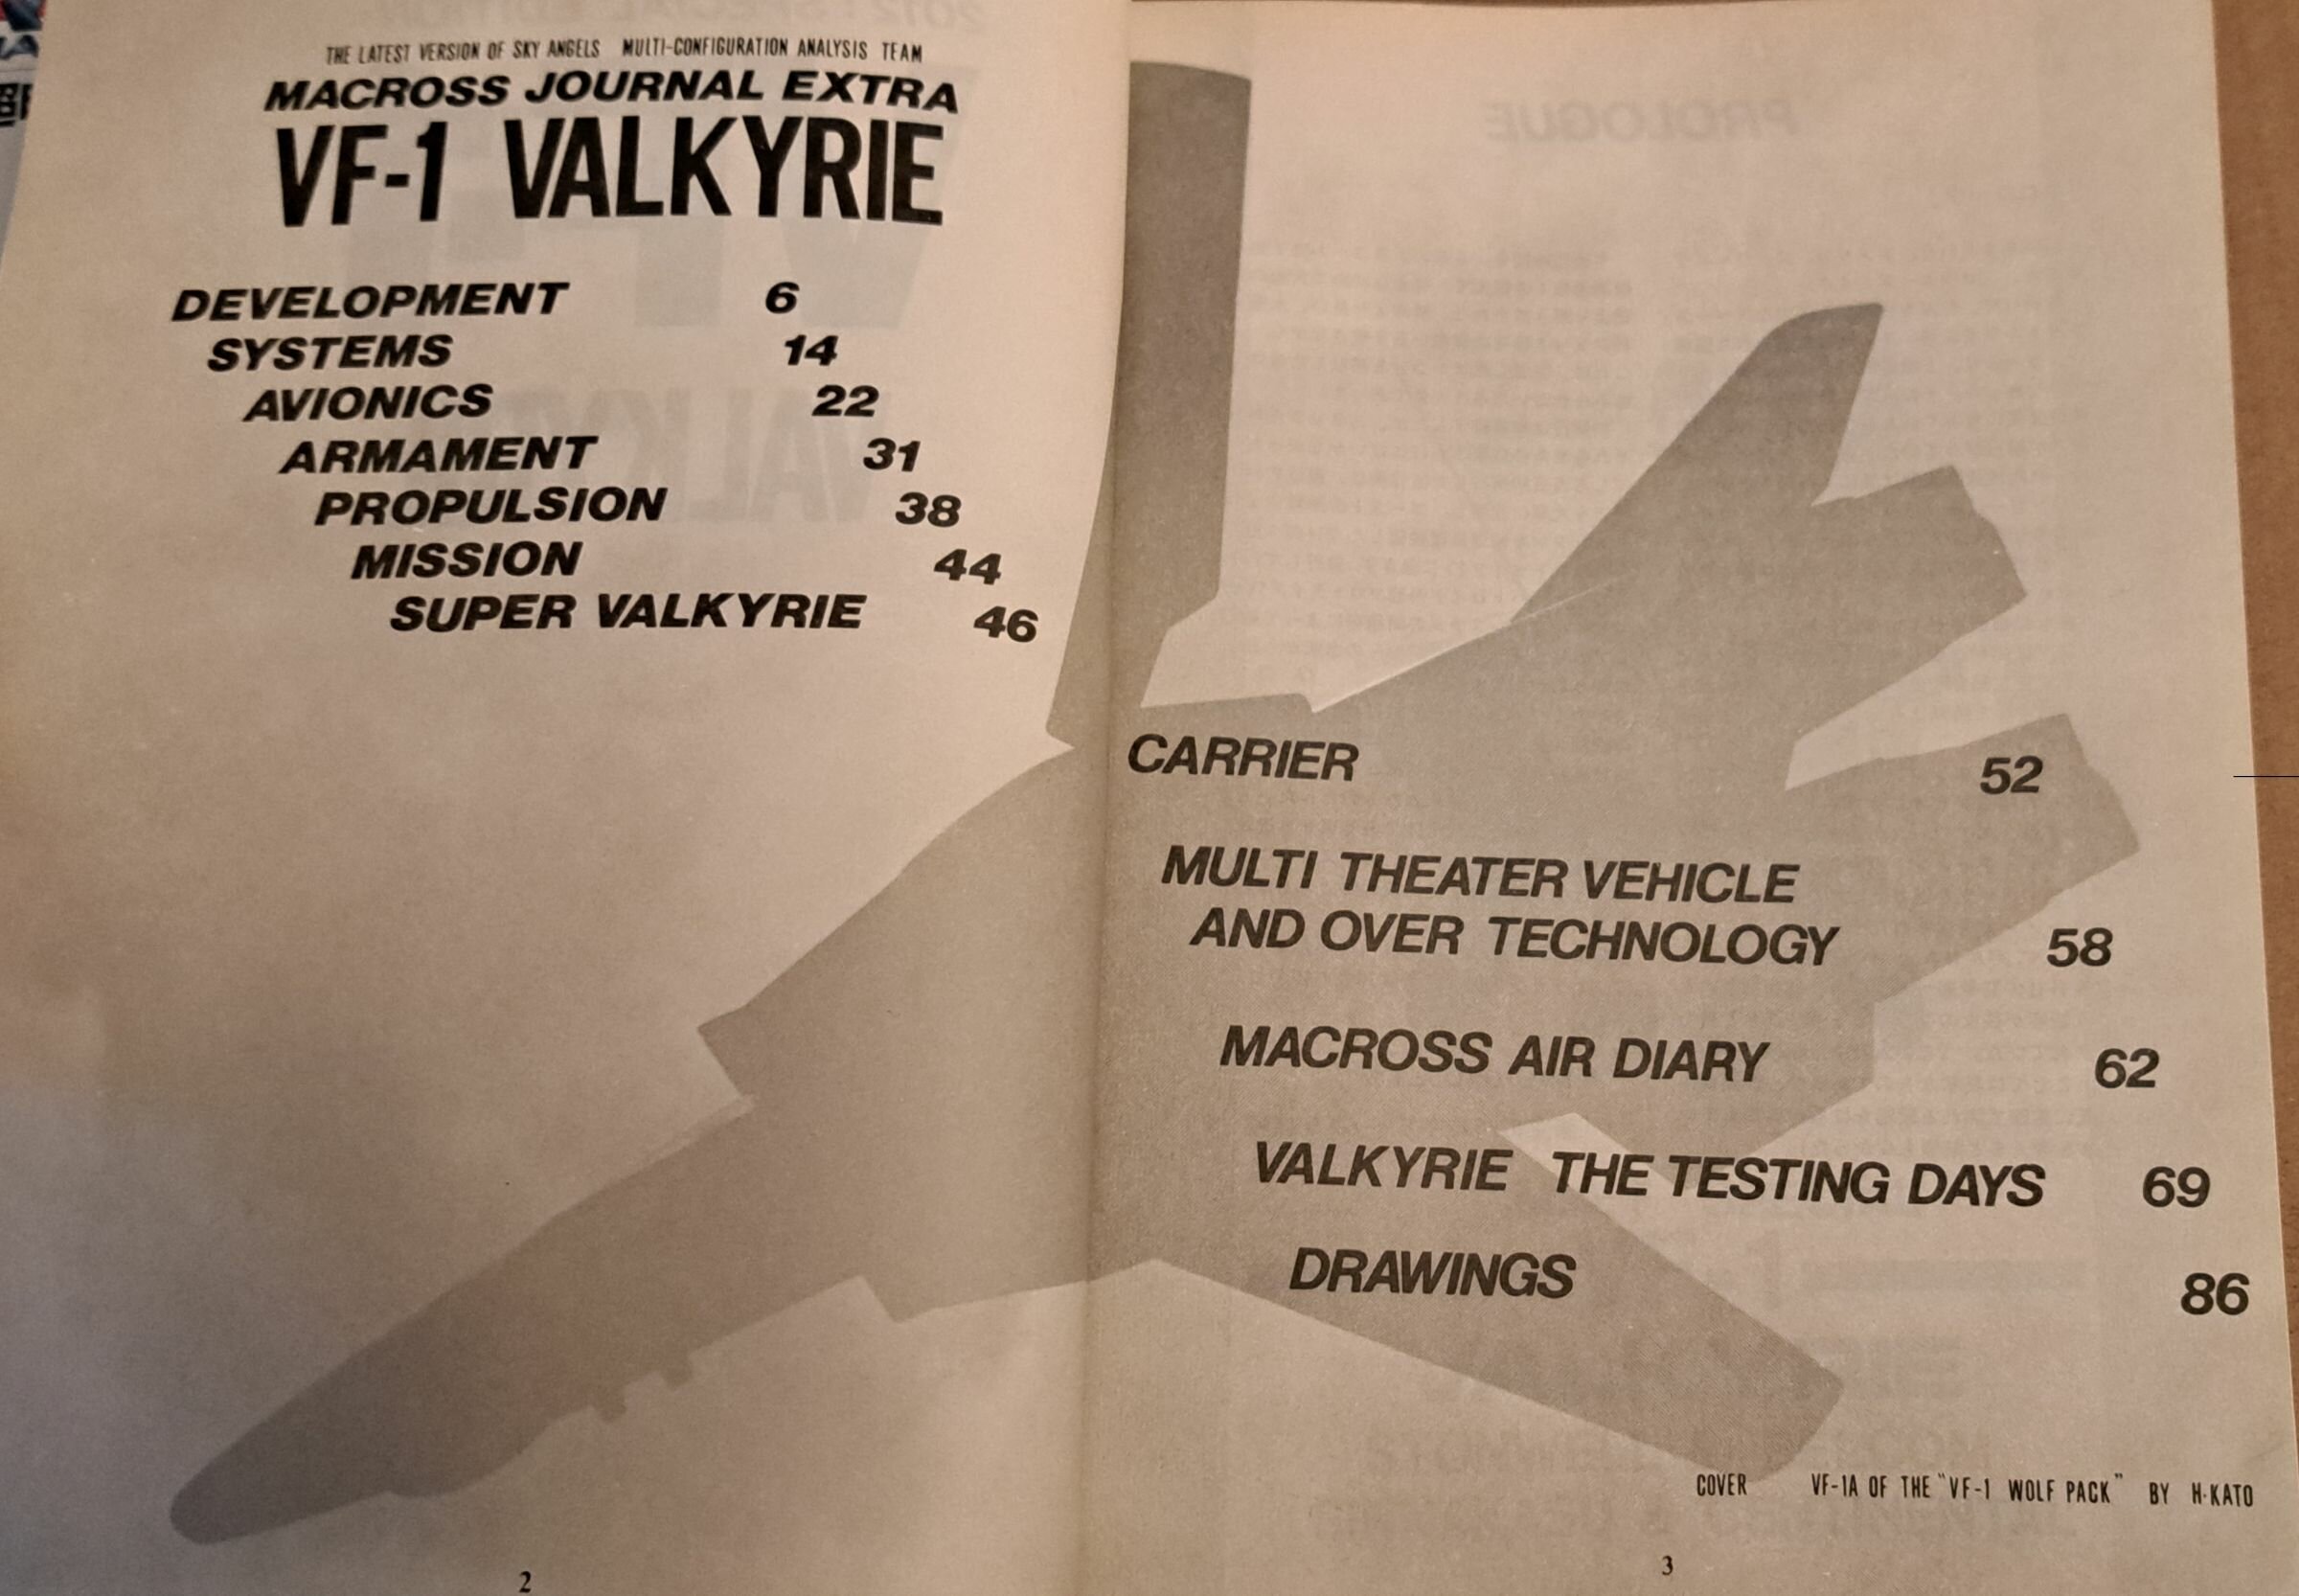 THE LATEST VERSION OF SKY ANGELS MULTI-CONFIGURATION ANALYSIS TEAM
MACROSS JOURNAL EXTRA
VF-1 VALKYRIE
DEVELOPMENT 6
SYSTEMS 14
AVIONICS 22
ARMAMENT 31
PROPULSION 38
MISSION 44
SUPER VALKYRIE 46
2
CARRIER 52
MULTI THEATER VEHICLE
AND OVER TECHNOLOGY 58
MACROSS AIR DIARY 62
VALKYRIE THE TESTING DAYS 69
DRAWINGS 86
COVER VF-1A OF THE "VF-1 WOLF PACK" BY H·KATO
3
PROLOGUE